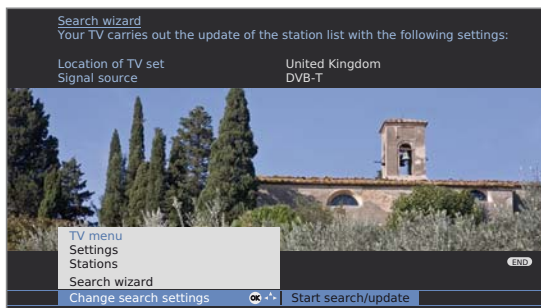 Search wizard
Your TV carries out the update of the station list with the following settings:
Location of TV set United Kingdom
Signal source DVB-T
TV menu
Settings
Stations
Search wizard
END
Change search settings OK Start search/update